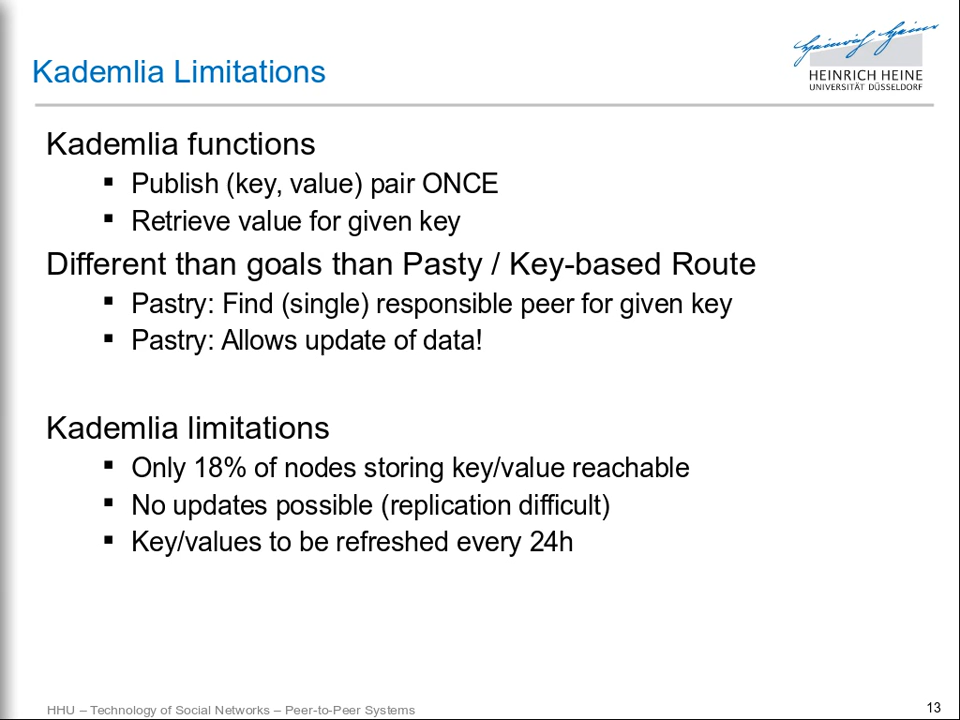 Kademlia Limitations
Heinrich Heine
HEINRICH HEINE
UNIVERSITÄT DÜSSELDORF
Kademlia functions
▪ Publish (key, value) pair ONCE
▪ Retrieve value for given key
Different than goals than Pasty / Key-based Route
▪ Pastry: Find (single) responsible peer for given key
▪ Pastry: Allows update of data!
Kademlia limitations
▪ Only 18% of nodes storing key/value reachable
▪ No updates possible (replication difficult)
▪ Key/values to be refreshed every 24h
HHU – Technology of Social Networks – Peer-to-Peer Systems
13